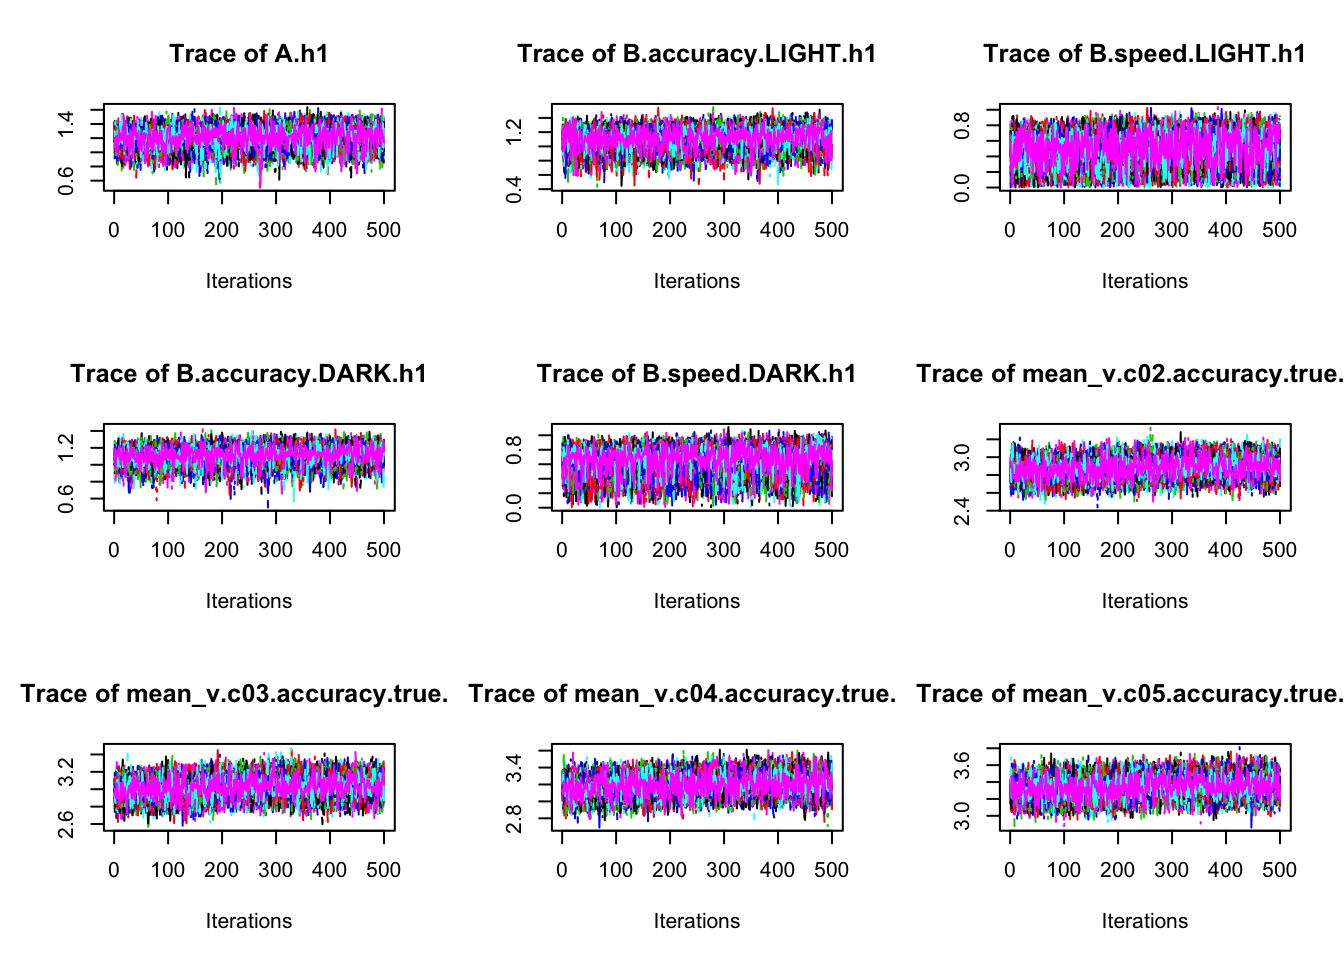 Trace of A.h1
1.4
0.6
0 100 200 300 400 500
Iterations
Trace of B.accuracy.LIGHT.h1
1.2
0.4
0 100 200 300 400 500
Iterations
Trace of B.speed.LIGHT.h1
0.8
0.0
0 100 200 300 400 500
Iterations
Trace of B.accuracy.DARK.h1
1.2
0.6
0 100 200 300 400 500
Iterations
Trace of B.speed.DARK.h1
0.8
0.0
0 100 200 300 400 500
Iterations
Trace of mean_v.c02.accuracy.true.
3.0
2.4
0 100 200 300 400 500
Iterations
Trace of mean_v.c03.accuracy.true.
3.2
2.6
0 100 200 300 400 500
Iterations
Trace of mean_v.c04.accuracy.true.
3.4
2.8
0 100 200 300 400 500
Iterations
Trace of mean_v.c05.accuracy.true.
3.6
3.0
0 100 200 300 400 500
Iterations